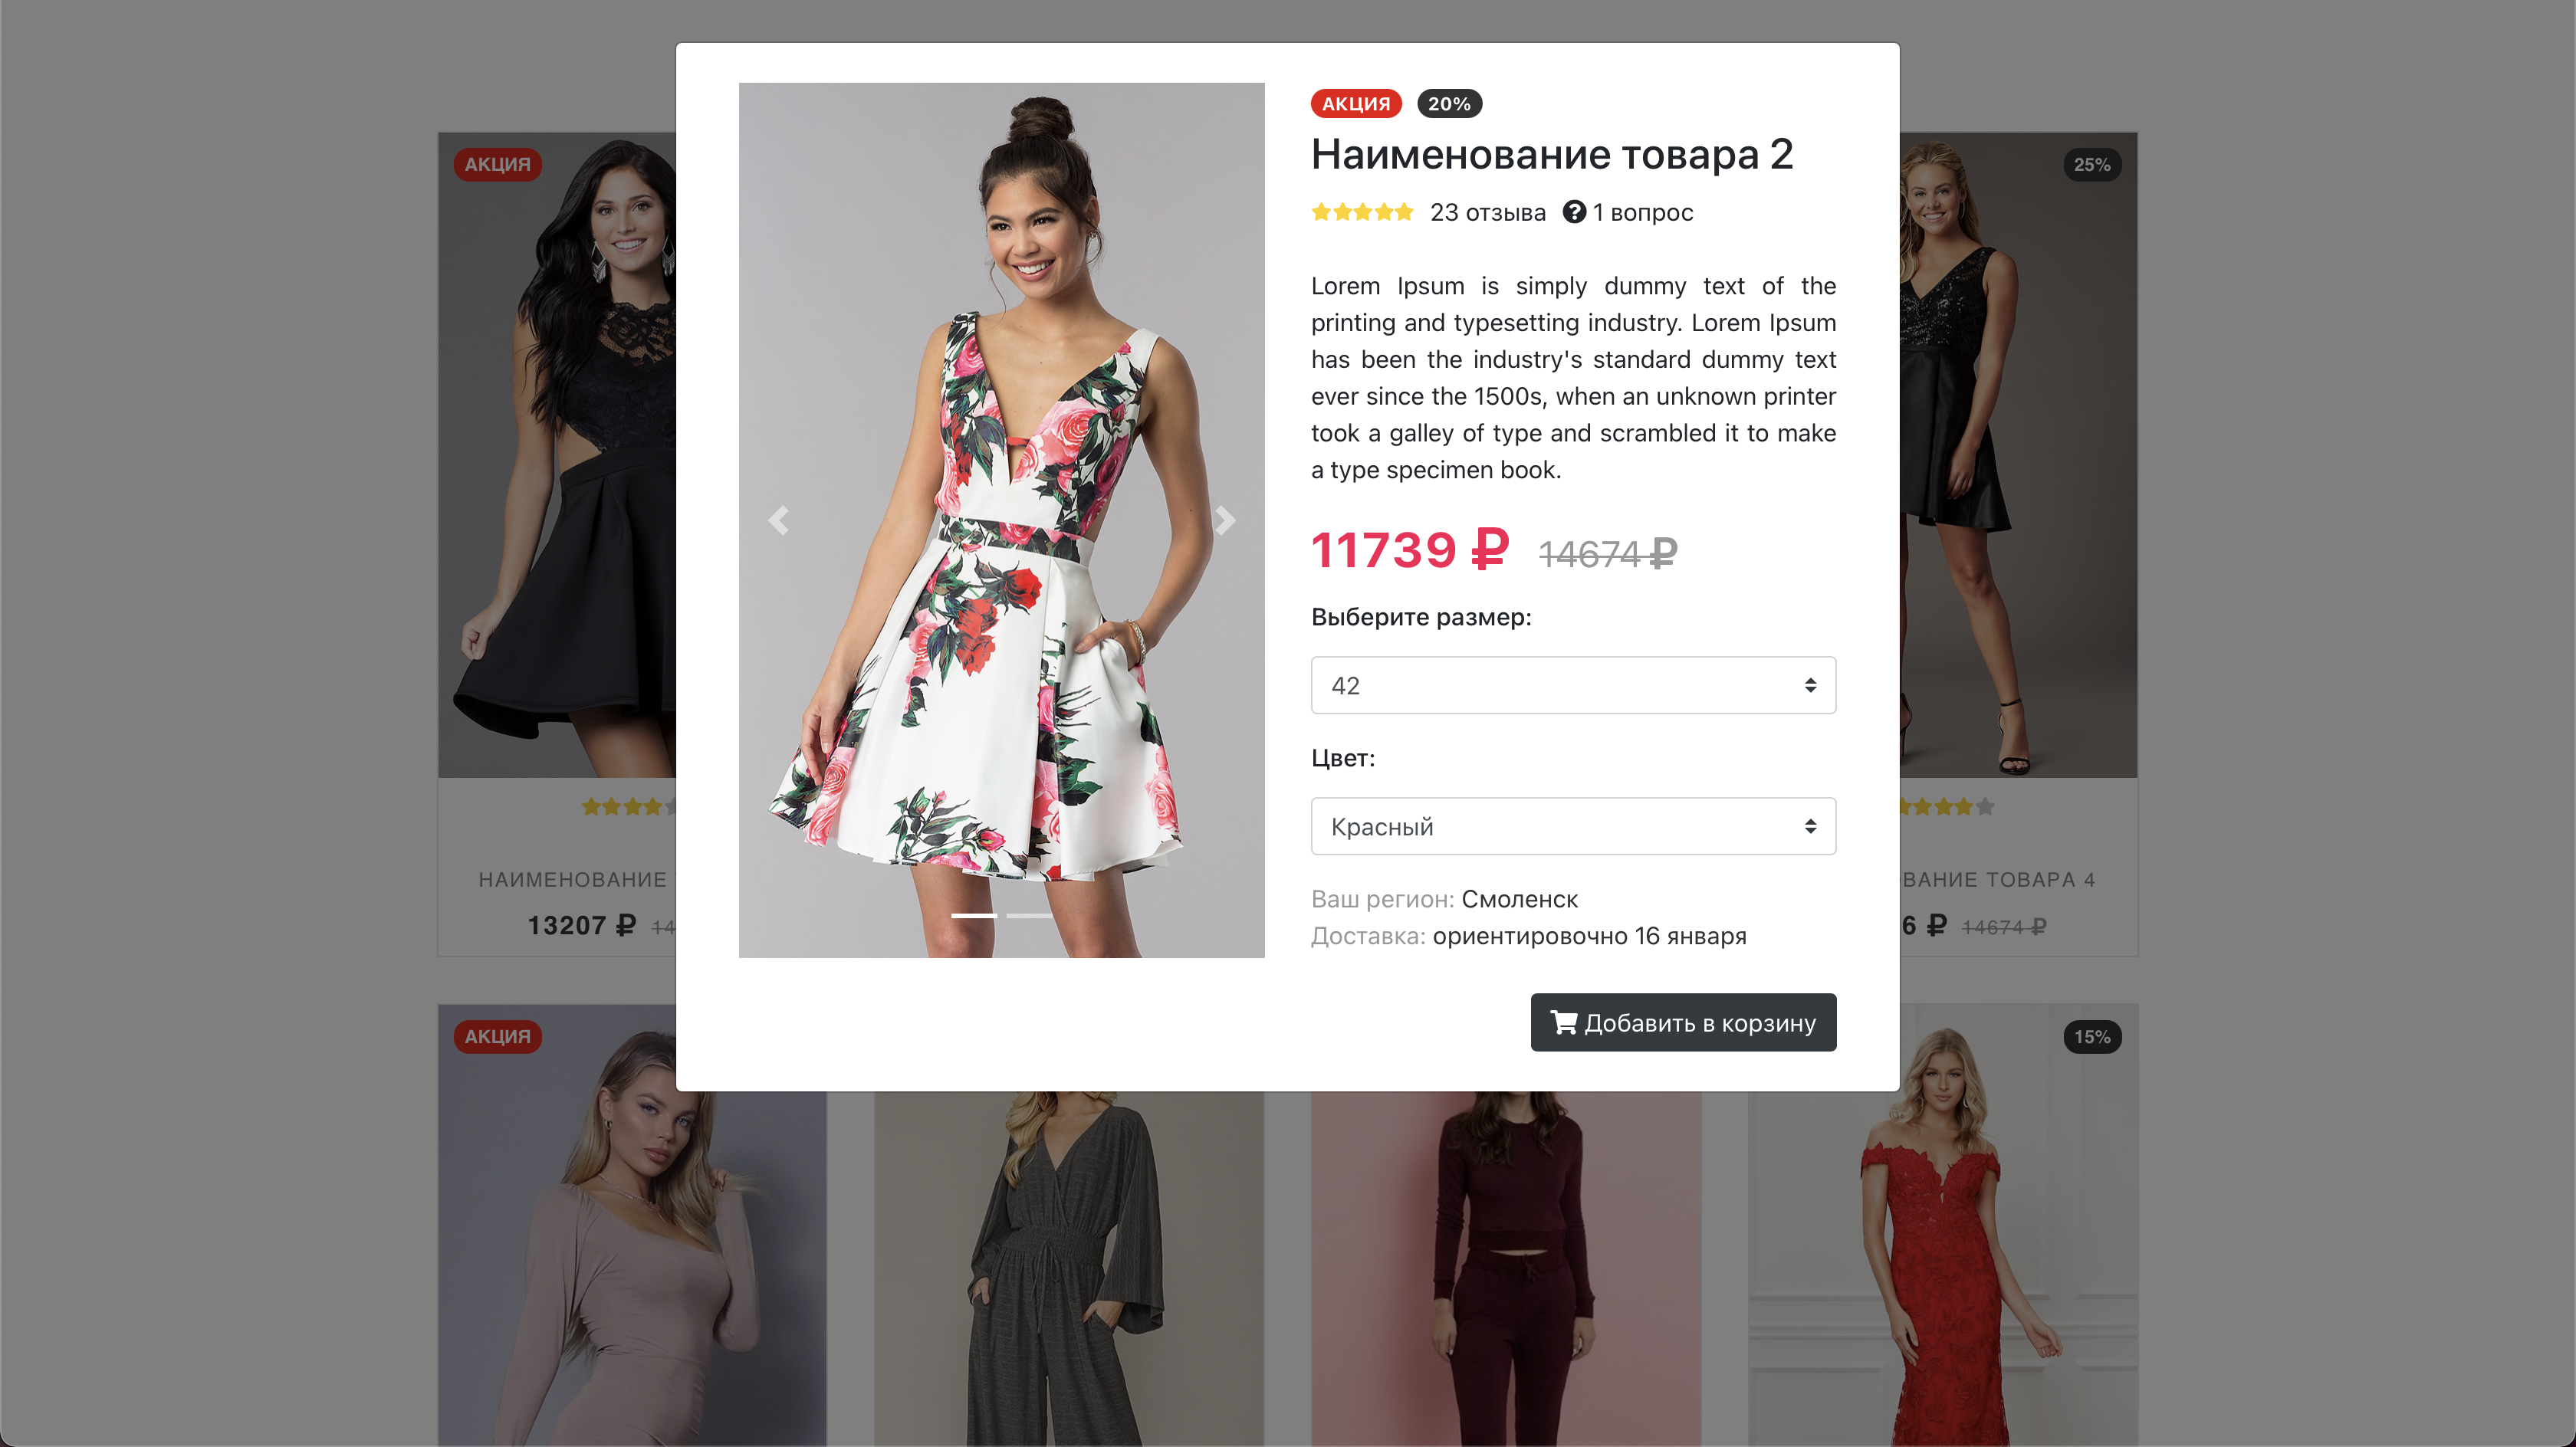 АКЦИЯ 20%
Наименование товара 2
23 отзыва 1 вопрос
Lorem Ipsum is simply dummy text of the
printing and typesetting industry. Lorem Ipsum
has been the industry's standard dummy text
ever since the 1500s, when an unknown printer
took a galley of type and scrambled it to make
a type specimen book.
11739 ₽ 14674 ₽
Выберите размер:
42
Цвет:
Красный
Ваш регион: Смоленск
Доставка: ориентировочно 16 января
Добавить в корзину
АКЦИЯ
НАИМЕНОВАНИЕ
13207 ₽
25%
ТОВАРА 4
14674 ₽
АКЦИЯ
15%